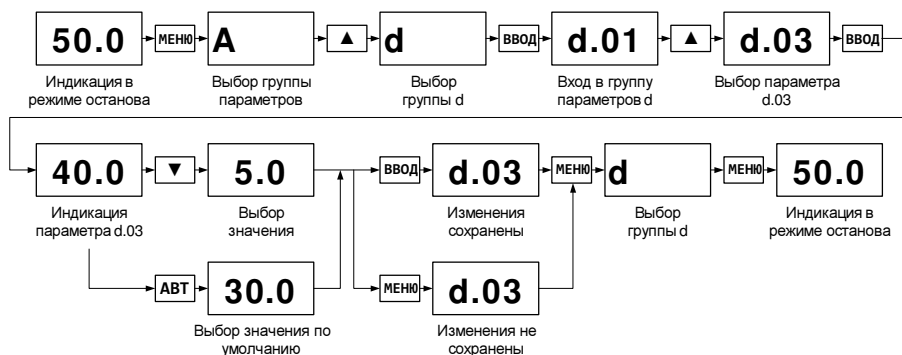 50.0 МЕНЮ A ▲ d ВВОД d.01 ▲ d.03 ВВОД
Индикация в Выбор группы Выбор Вход в группу Выбор параметра
режиме останова параметров группы d параметров d d.03
40.0 ▼ 5.0 ВВОД d.03 МЕНЮ d МЕНЮ 50.0
Индикация Выбор Изменения Выбор Индикация в
параметра d.03 значения сохранены группы d режиме останова
АВТ 30.0 МЕНЮ d.03
Выбор значения по Изменения не
умолчанию сохранены